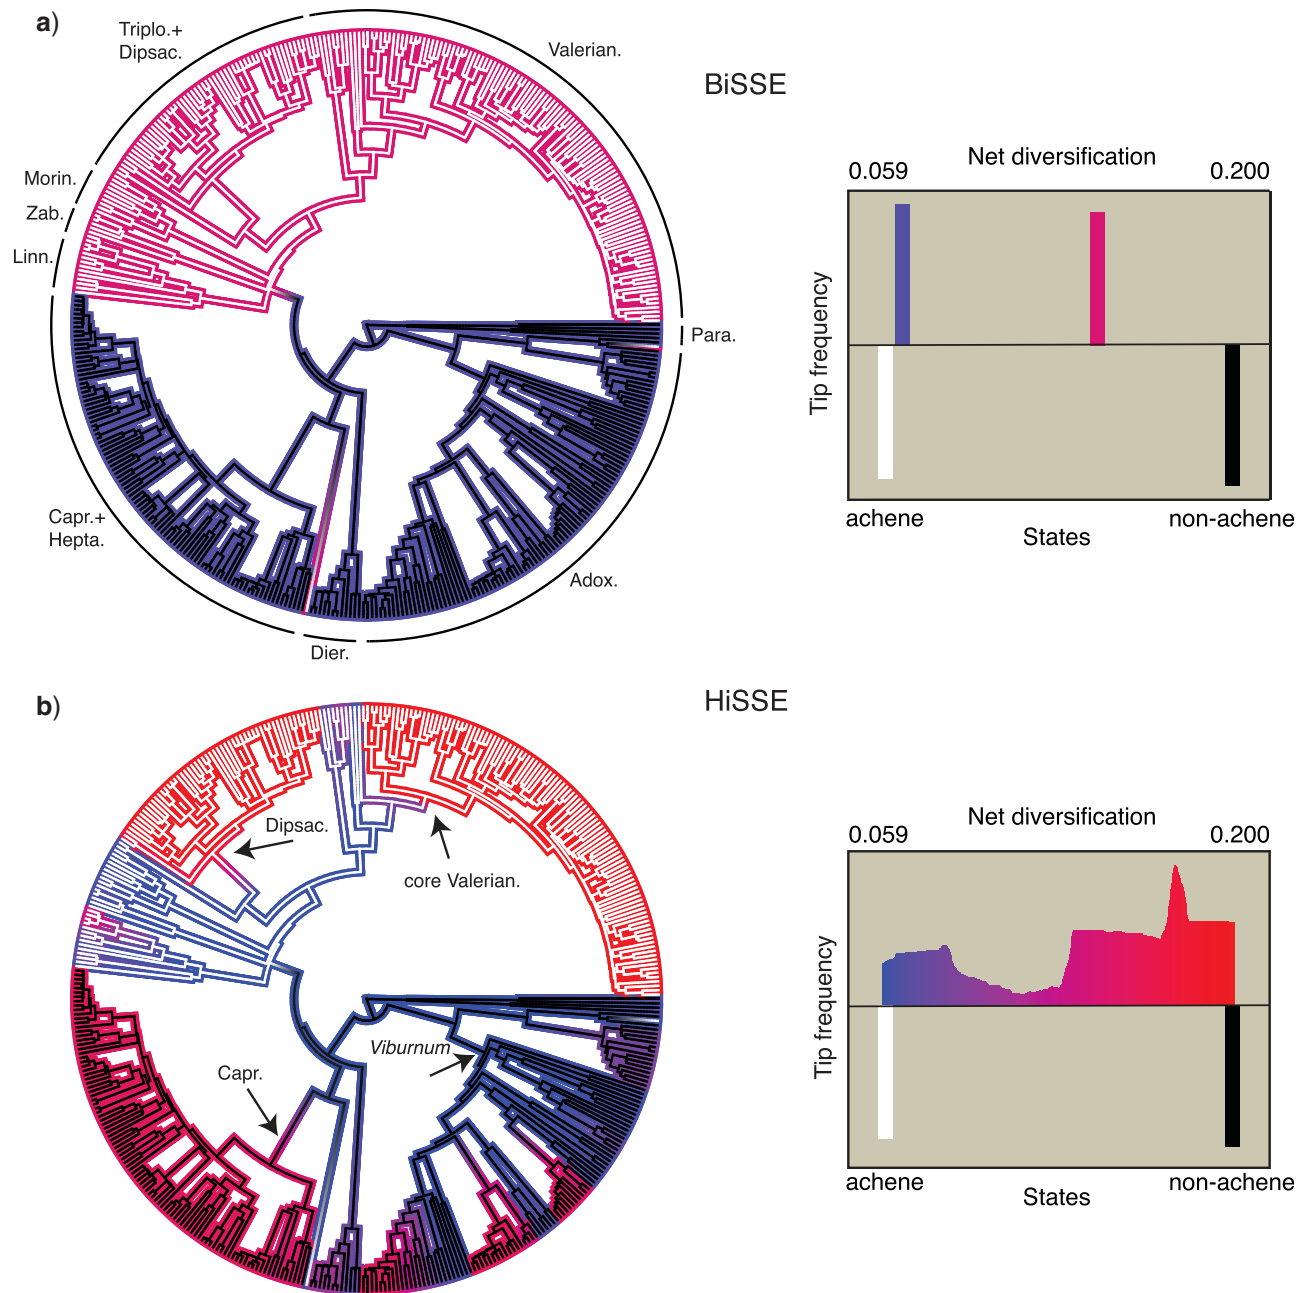 a)
Triplo.+
Dipsac.
Valerian.
Morin.
Zab.
Linn.
Para.
Capr.+
Hepta.
Adox.
Dier.
BiSSE
Net diversification
0.059
0.200
Tip frequency
achene
non-achene
States
b)
HiSSE
Dipsac.
core Valerian.
Viburnum
Capr.
Net diversification
0.059
0.200
Tip frequency
achene
non-achene
States